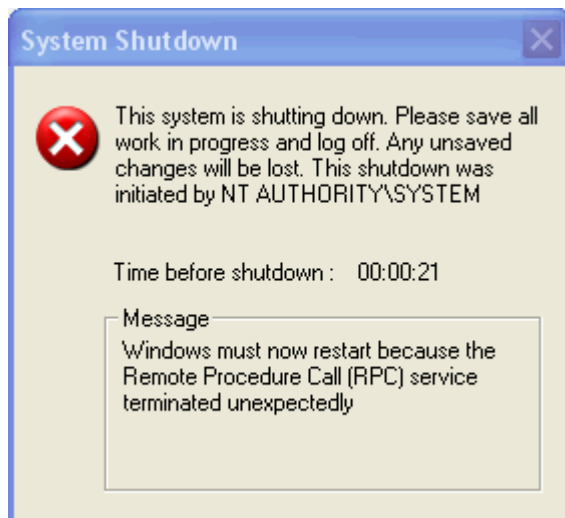 System Shutdown
This system is shutting down. Please save all
work in progress and log off. Any unsaved
changes will be lost. This shutdown was
initiated by NT AUTHORITY\SYSTEM
Time before shutdown : 00:00:21
Message
Windows must now restart because the
Remote Procedure Call (RPC) service
terminated unexpectedly